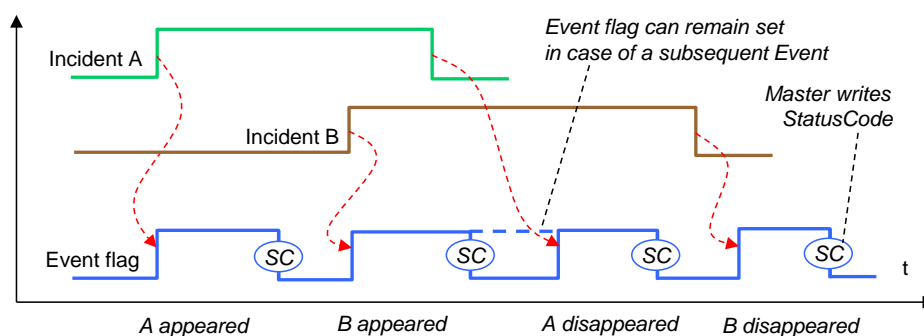 Event flag can remain set
in case of a subsequent Event
Incident A
Master writes
StatusCode
Incident B
Event flag
SC
SC
SC
SC
t
A appeared
B appeared
A disappeared
B disappeared